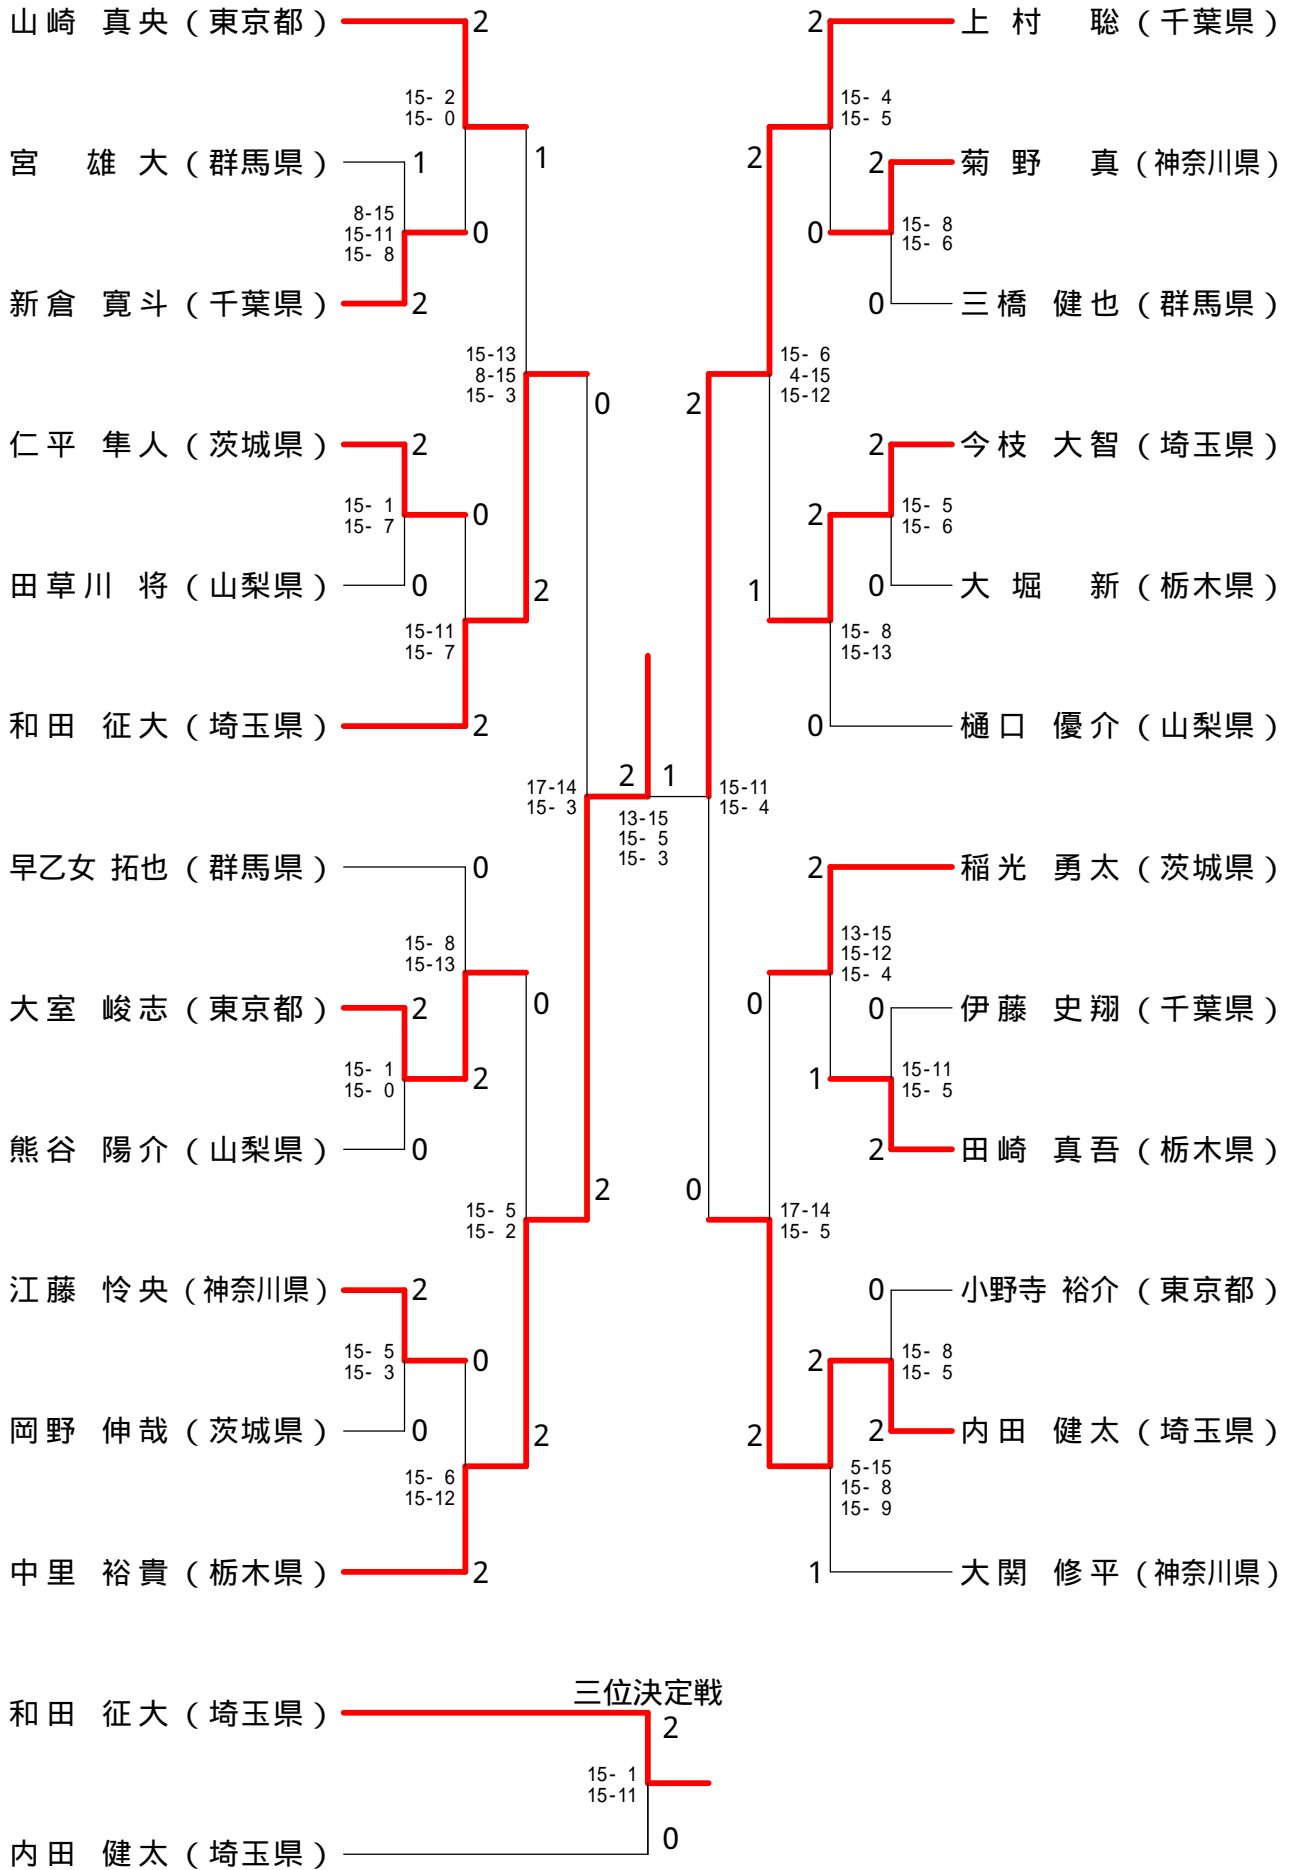 山崎 真央 (東京都) 2 2 上村 聡 (千葉県)
15- 2 15- 4
15- 0 15- 5
宮 雄大 (群馬県) 1 1 2 2 菊野 真 (神奈川県)
8-15
15-11 0 0 15- 8
15- 8 15- 6
新倉 寛斗 (千葉県) 2 0 三橋 健也 (群馬県)
15-13 15- 6
8-15 4-15
15- 3 0 2 15-12
仁平 隼人 (茨城県) 2 2 今枝 大智 (埼玉県)
15- 1 0 2 15- 5
15- 7 15- 6
田草川 将 (山梨県) 0 2 1 0 大堀 新 (栃木県)
15-11 15- 8
15- 7 15-13
和田 征大 (埼玉県) 2 0 樋口 優介 (山梨県)
17-14 2 1 15-11
15- 3 15- 4
13-15
15- 5
15- 3
早乙女 拓也 (群馬県) 0 2 稲光 勇太 (茨城県)
15- 8 13-15
15-13 15-12
15- 4
大室 峻志 (東京都) 2 0 0 0 伊藤 史翔 (千葉県)
15- 1 2 1 15-11
15- 0 15- 5
熊谷 陽介 (山梨県) 0 2 田崎 真吾 (栃木県)
2 0
15- 5 17-14
15- 2 15- 5
江藤 怜央 (神奈川県) 2 0 小野寺 裕介 (東京都)
15- 5 0 2 15- 8
15- 3 15- 5
岡野 伸哉 (茨城県) 0 2 2 2 内田 健太 (埼玉県)
15- 6 5-15
15-12 15- 8
15- 9
中里 裕貴 (栃木県) 2 1 大関 修平 (神奈川県)
三位決定戦
和田 征大 (埼玉県) 2
15- 1
15-11
内田 健太 (埼玉県) 0